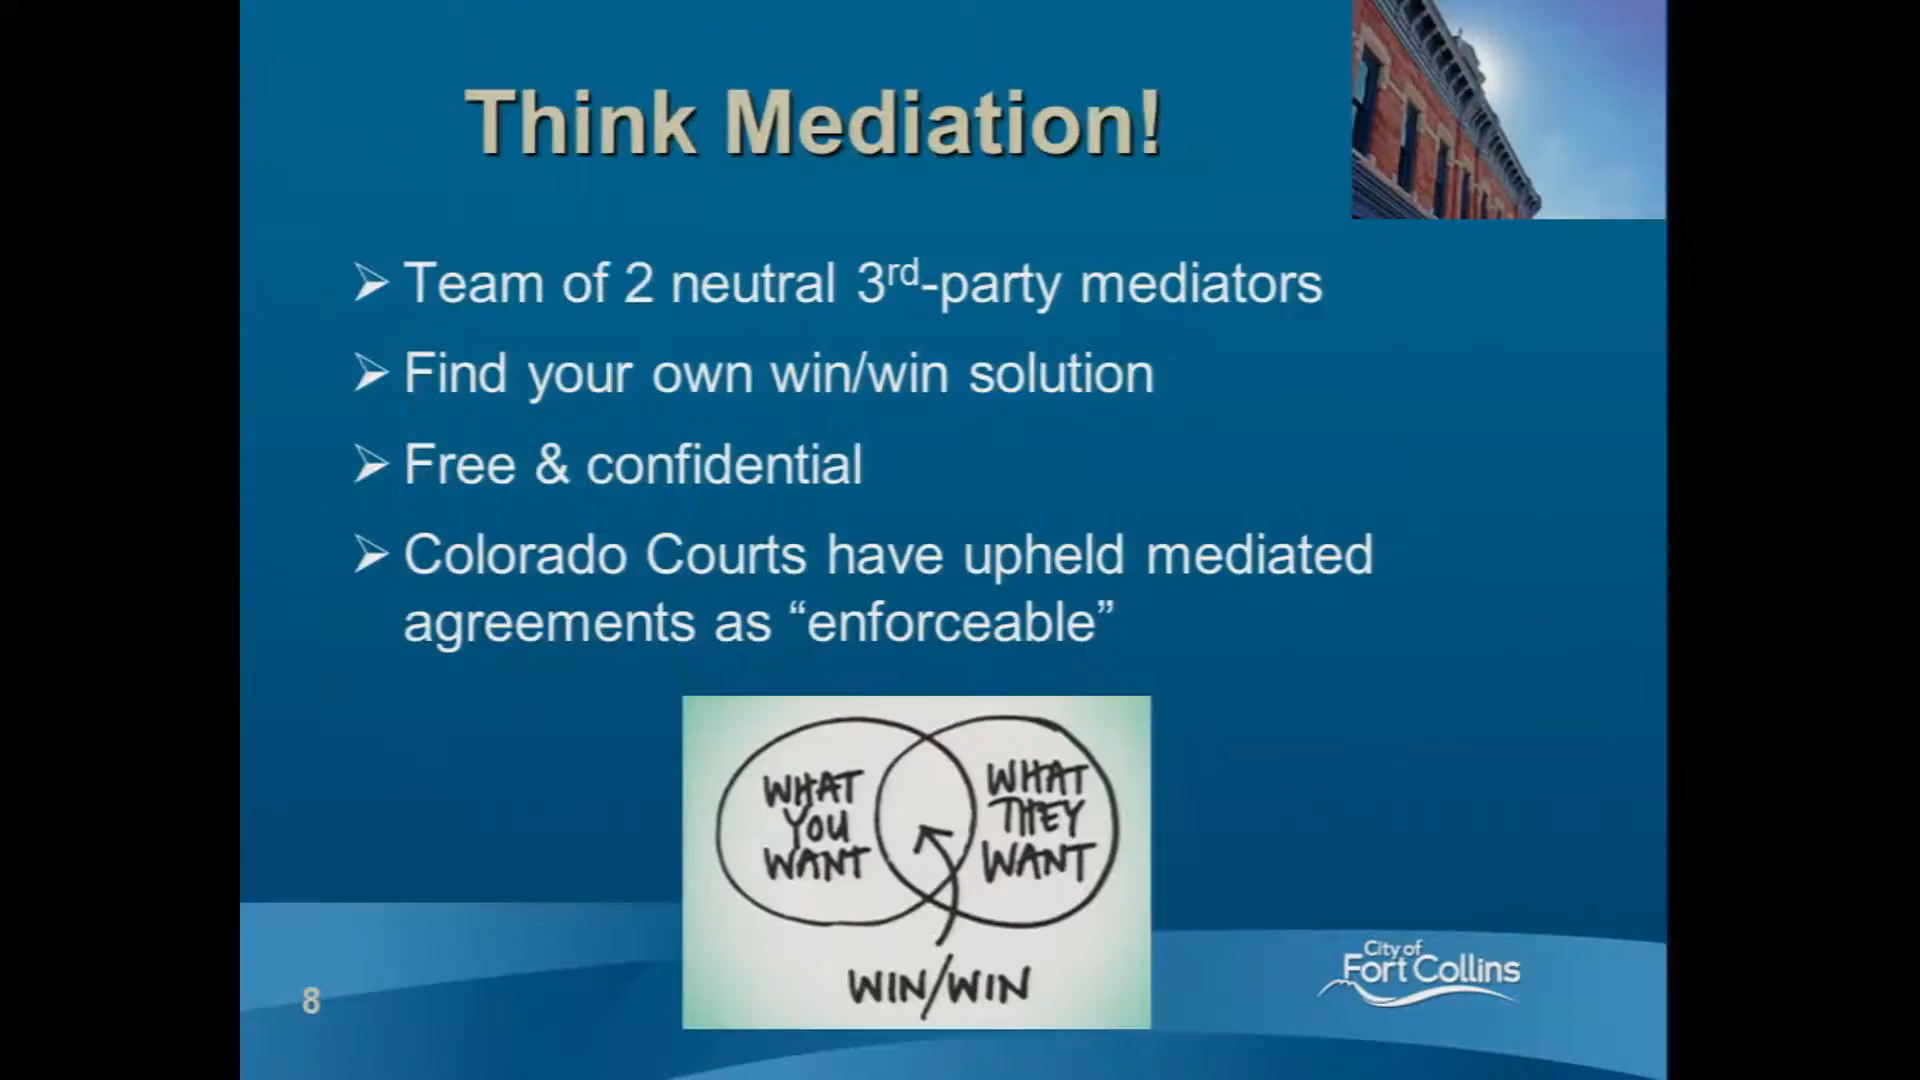 Think Mediation!
Team of 2 neutral 3rd-party mediators
Find your own win/win solution
Free & confidential
Colorado Courts have upheld mediated
agreements as “enforceable”
WHAT
YOU
WANT
WHAT
THEY
WANT
WIN/WIN
City of
Fort Collins
8